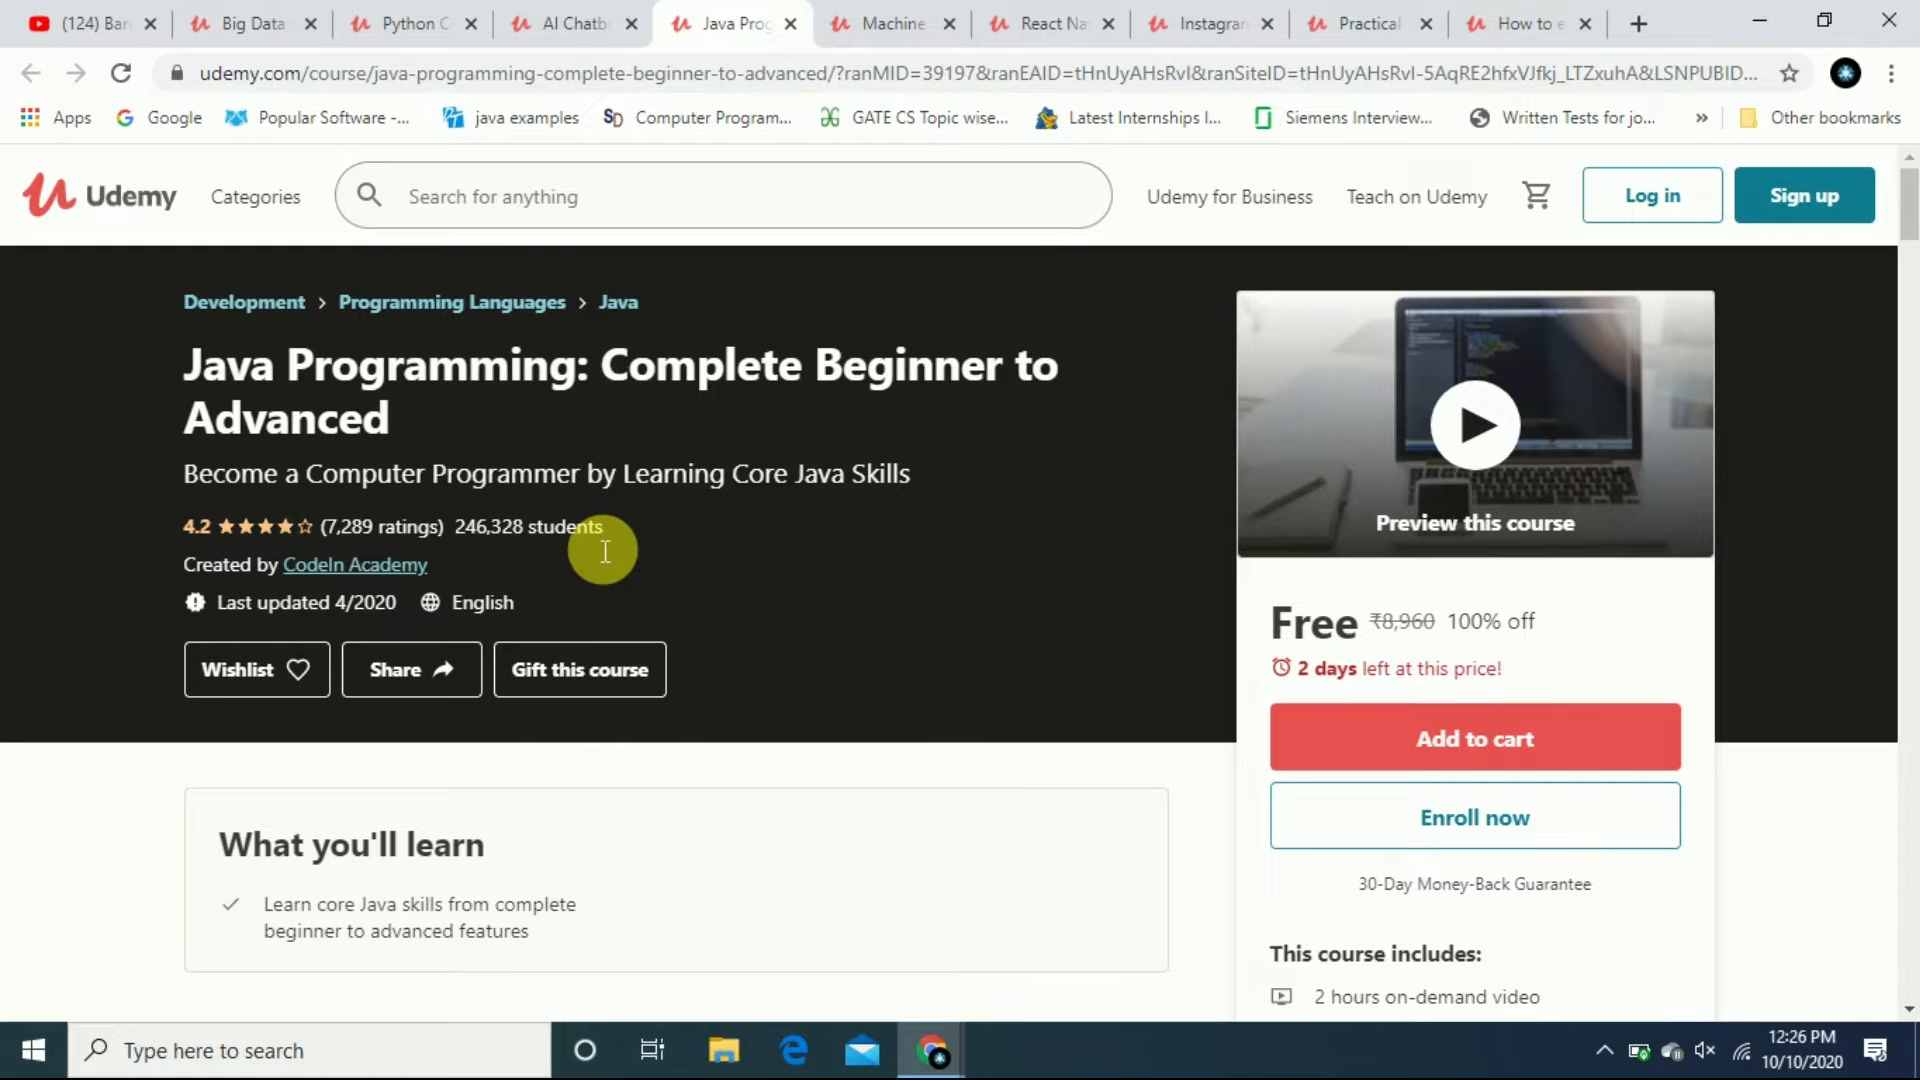 (124) Ban
Big Data
Python C
AI Chatb
Java Prog
Machine
React Na
Instagram
Practical
How to e
udemy.com/course/java-programming-complete-beginner-to-advanced/?ranMID=39197&ranEAID=tHnUyAHsRvI&ranSiteID=tHnUyAHsRvI-5AqRE2hfxVJfkj_LTZxuhA&LSNPUBID...
Apps
Google
Popular Software -...
java examples
Computer Program...
GATE CS Topic wise...
Latest Internships I...
Siemens Interview...
Written Tests for jo...
»
Other bookmarks
Udemy
Categories
Search for anything
Udemy for Business
Teach on Udemy
Log in
Sign up
Development > Programming Languages > Java
Java Programming: Complete Beginner to
Advanced
Become a Computer Programmer by Learning Core Java Skills
4.2 (7,289 ratings) 246,328 students
Created by CodeIn Academy
Last updated 4/2020 English
Wishlist
Share
Gift this course
Preview this course
Free ₹8,960 100% off
2 days left at this price!
Add to cart
Enroll now
30-Day Money-Back Guarantee
This course includes:
2 hours on-demand video
What you'll learn
Learn core Java skills from complete
beginner to advanced features
Type here to search
12:26 PM
10/10/2020